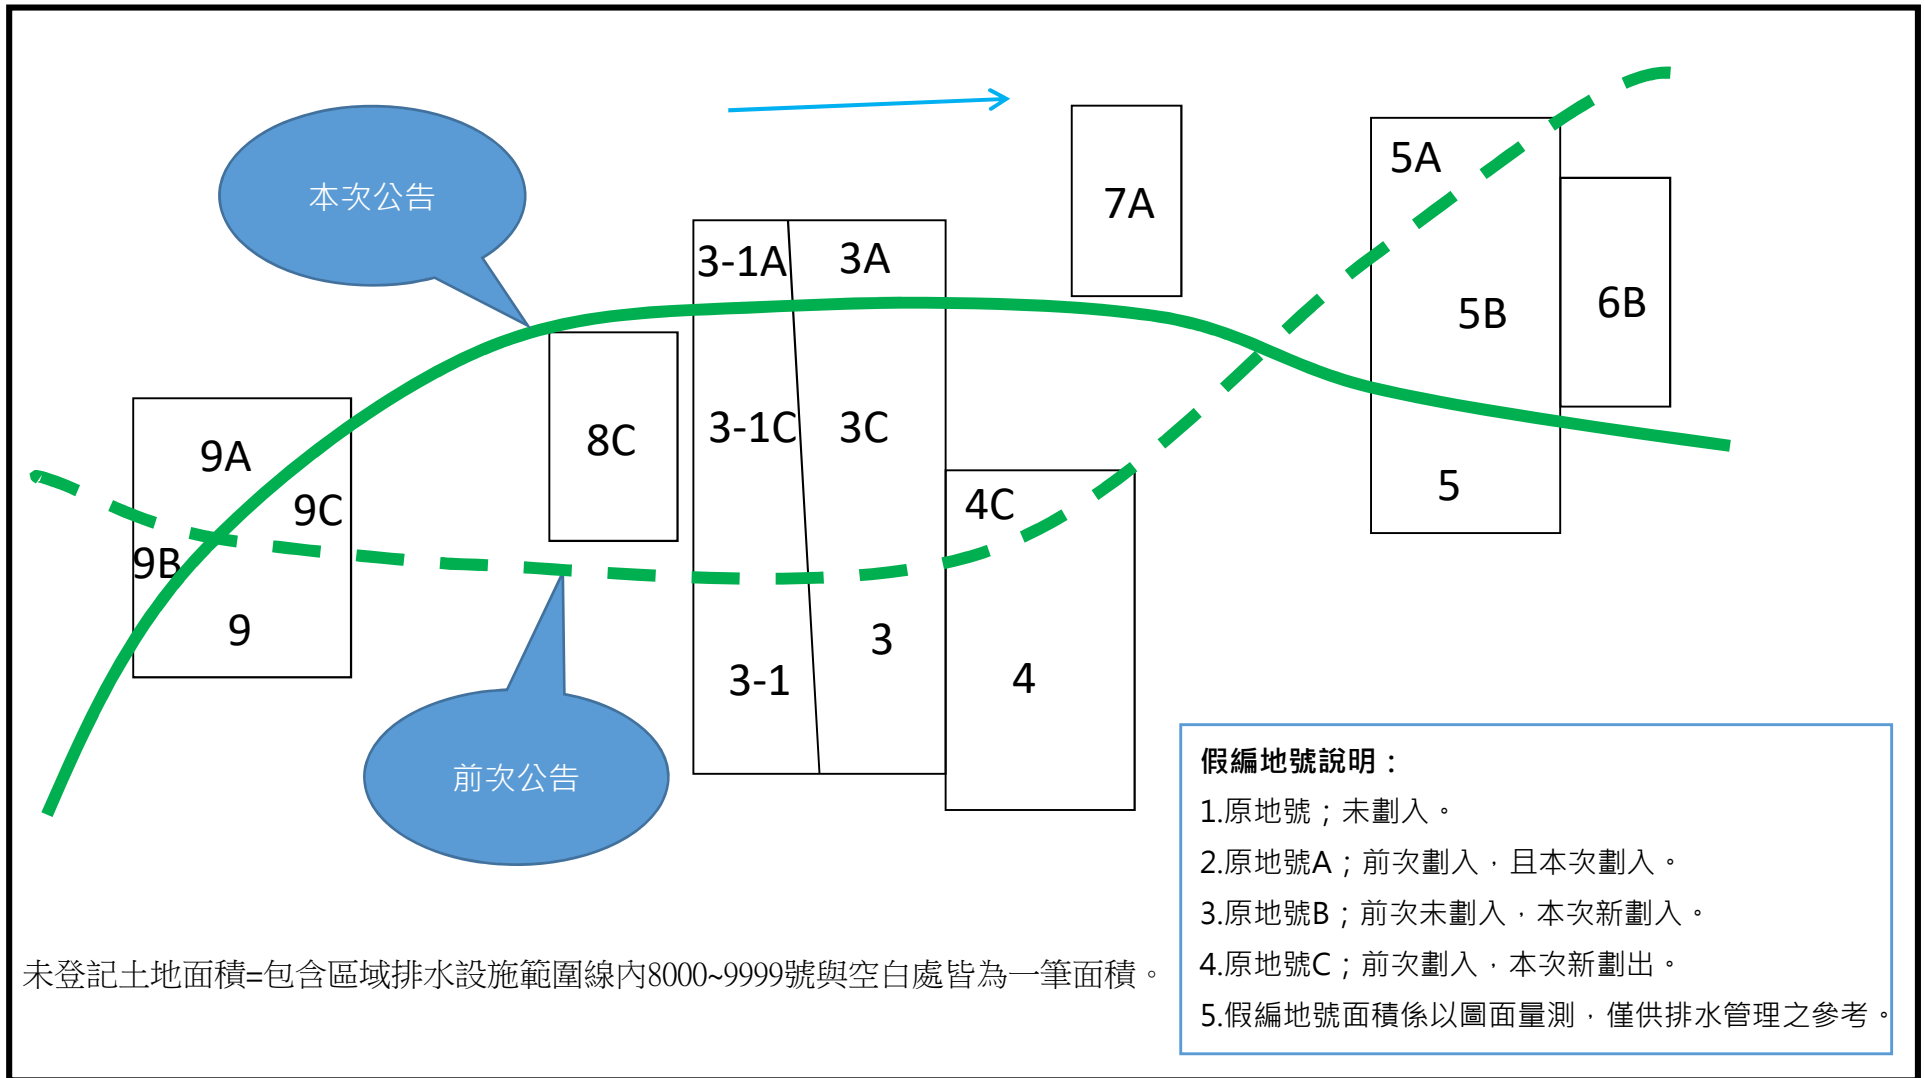 本次公告
7A
5A
3-1A
3A
5B
6B
9A
8C
3-1C
3C
9C
4C
5
9B
9
3
3-1
4
前次公告
假編地號說明：
1.原地號；未劃入。
2.原地號A；前次劃入，且本次劃入。
3.原地號B；前次未劃入，本次新劃入。
4.原地號C；前次劃入，本次新劃出。
5.假編地號面積係以圖面量測，僅供排水管理之參考。
未登記土地面積=包含區域排水設施範圍線內8000~9999號與空白處皆為一筆面積。